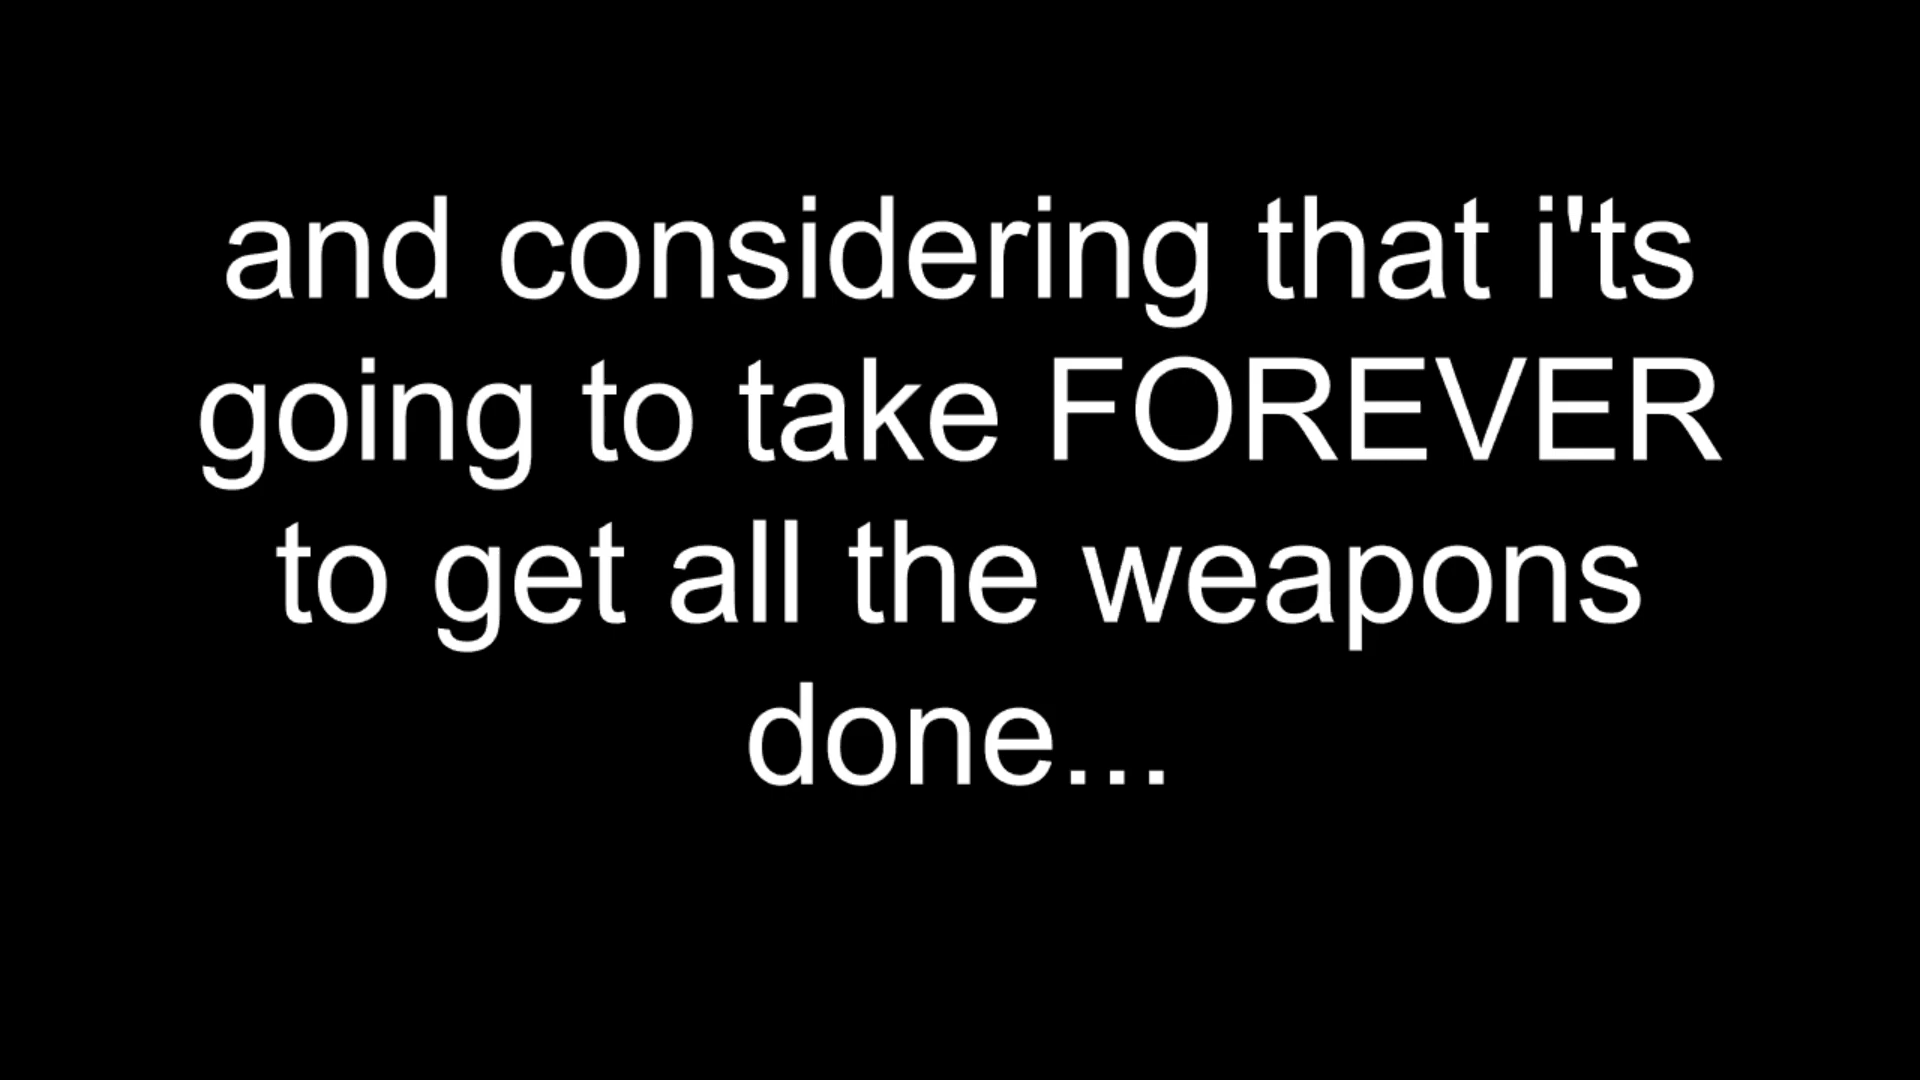 and considering that i'ts
going to take FOREVER
to get all the weapons
done...